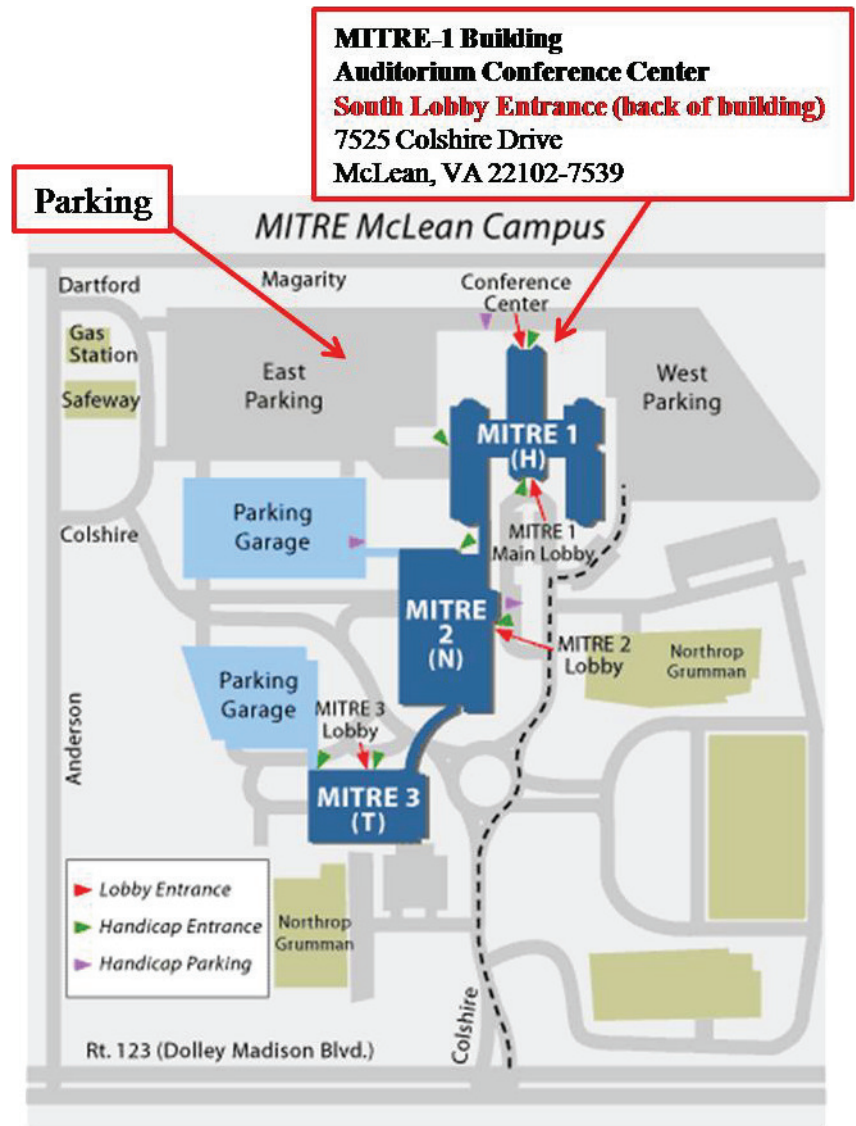 MITRE-1 Building
Auditorium Conference Center
South Lobby Entrance (back of building)
7525 Colshire Drive
McLean, VA 22102-7539
Parking
MITRE McLean Campus
Dartford
Magarity
Conference
Center
Gas
Station
Safeway
East
Parking
West
Parking
MITRE 1
(H)
Parking
Garage
Colshire
MITRE 1
Main Lobby
MITRE
2
(N)
MITRE 2
Lobby
Northrop
Grumman
Parking
Garage
MITRE 3
Lobby
Anderson
MITRE 3
(T)
Lobby Entrance
Handicap Entrance
Handicap Parking
Northrop
Grumman
Colshire
Rt. 123 (Dolley Madison Blvd.)